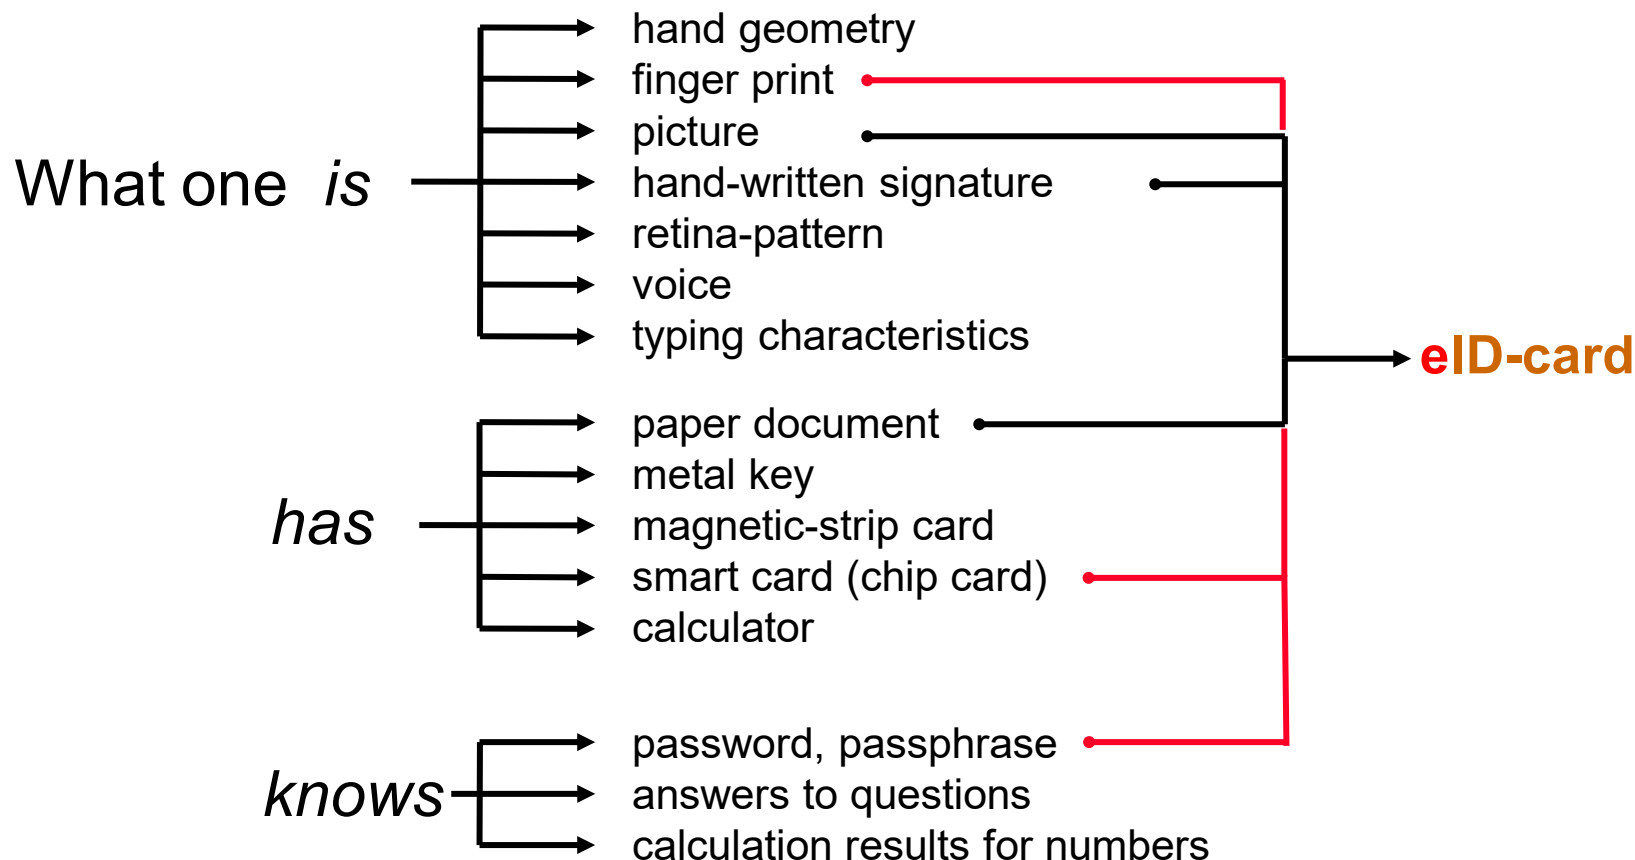 hand geometry
finger print
picture
What one is
hand-written signature
retina-pattern
voice
typing characteristics
eID-card
paper document
metal key
has
magnetic-strip card
smart card (chip card)
calculator
password, passphrase
knows
answers to questions
calculation results for numbers